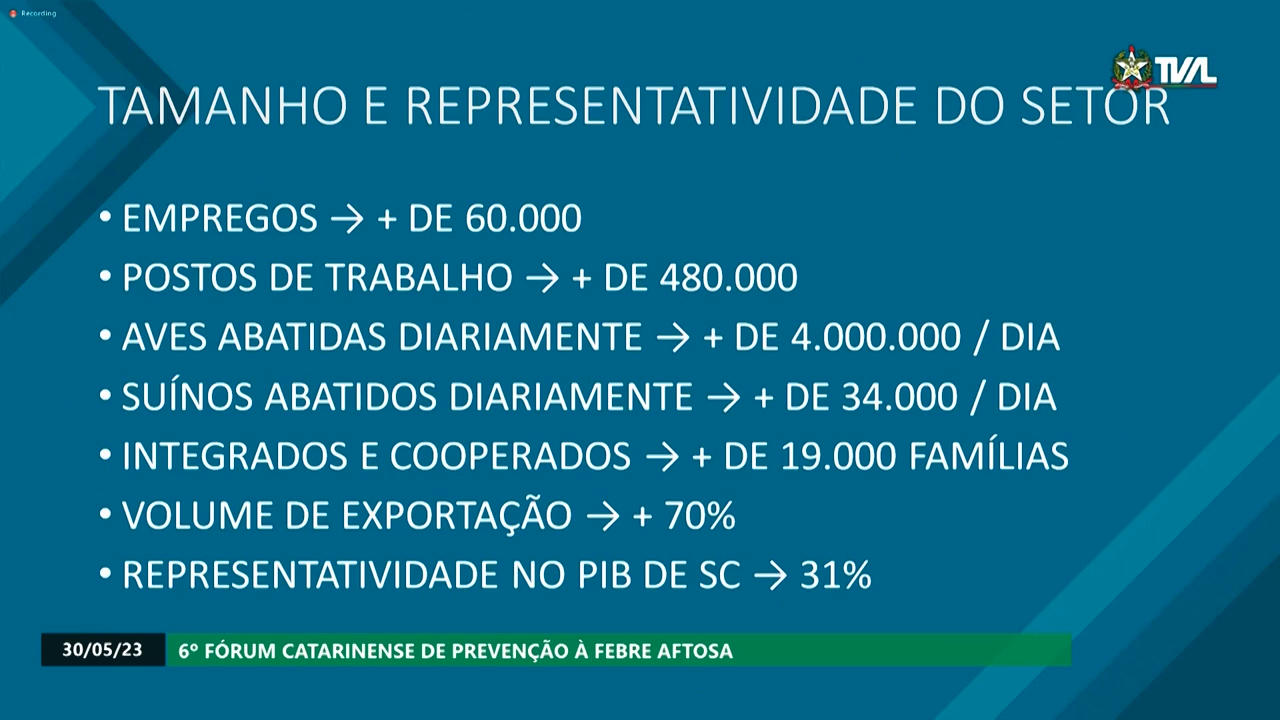 Recording
TVAL
TAMANHO E REPRESENTATIVIDADE DO SETOR
• EMPREGOS → + DE 60.000
• POSTOS DE TRABALHO → + DE 480.000
• AVES ABATIDAS DIARIAMENTE → + DE 4.000.000 / DIA
• SUÍNOS ABATIDOS DIARIAMENTE → + DE 34.000 / DIA
• INTEGRADOS E COOPERADOS → + DE 19.000 FAMÍLIAS
• VOLUME DE EXPORTAÇÃO → + 70%
• REPRESENTATIVIDADE NO PIB DE SC → 31%
30/05/23 6º FÓRUM CATARINENSE DE PREVENÇÃO À FEBRE AFTOSA